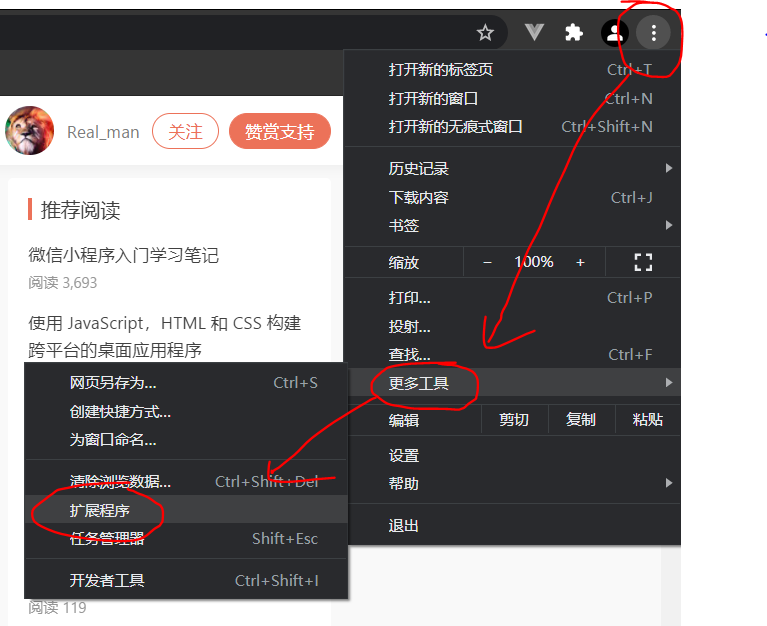 打开新的标签页 Ctrl+T
打开新的窗口 Ctrl+N
打开新的无痕式窗口 Ctrl+Shift+N
历史记录
下载内容 Ctrl+J
书签
缩放 − 100% +
打印... Ctrl+P
投射...
查找... Ctrl+F
更多工具
编辑 剪切 复制 粘贴
设置
帮助
退出
Real_man 关注 赞赏支持
推荐阅读
微信小程序入门学习笔记
阅读 3,693
使用 JavaScript，HTML 和 CSS 构建
跨平台的桌面应用程序
网页另存为... Ctrl+S
创建快捷方式...
为窗口命名...
清除浏览数据... Ctrl+Shift+Del
扩展程序
任务管理器 Shift+Esc
开发者工具 Ctrl+Shift+I
阅读 119